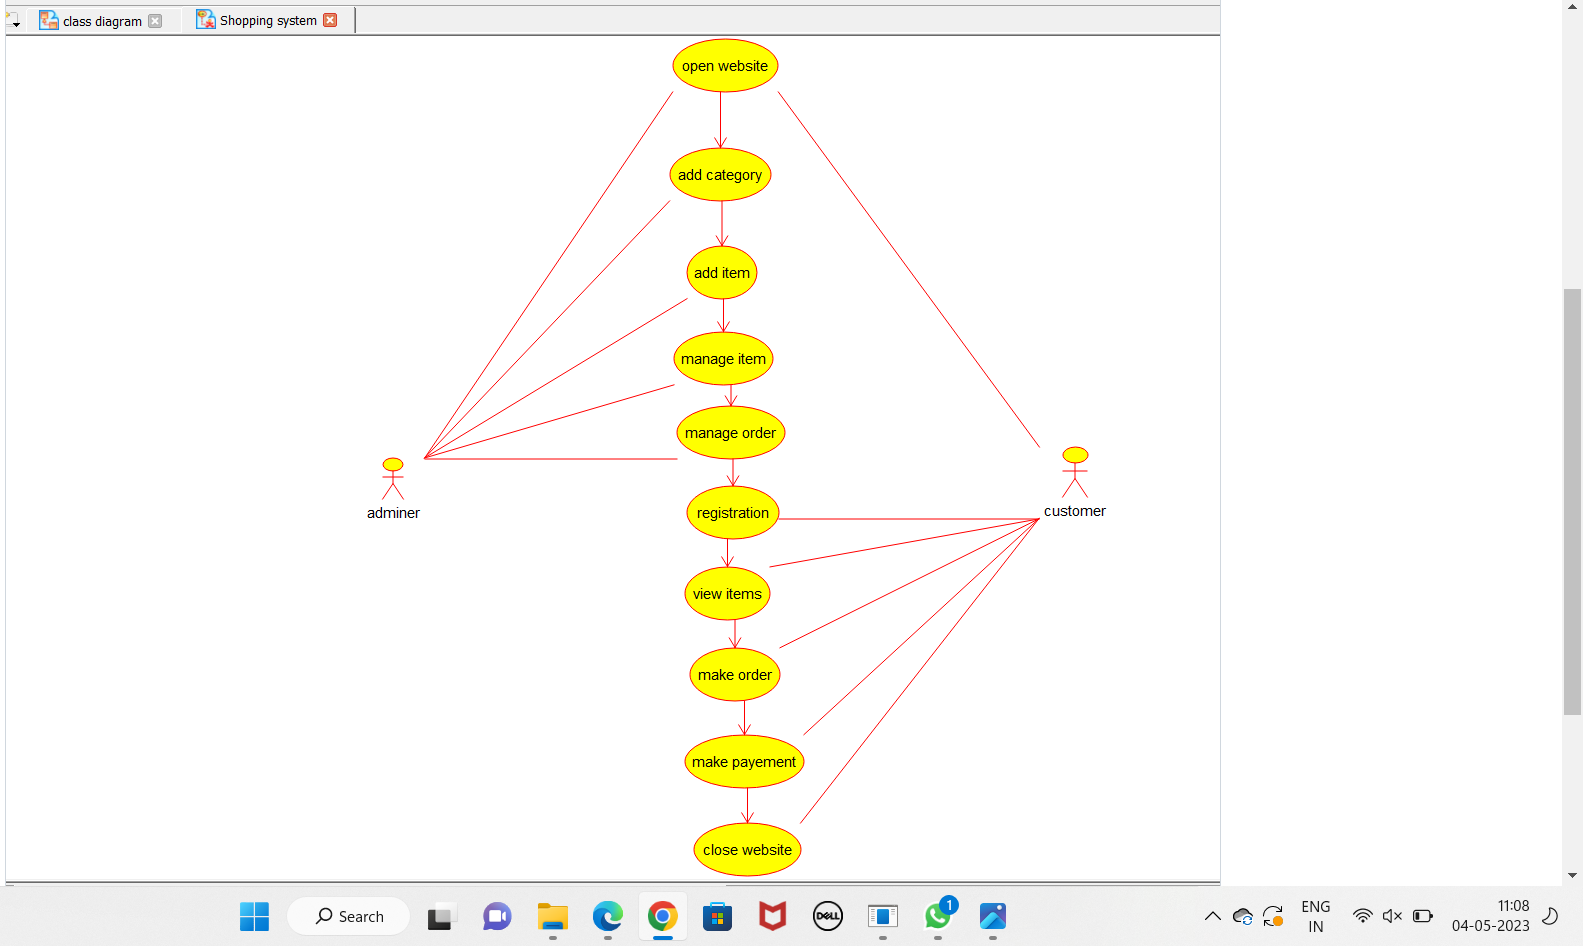 class diagram
Shopping system
open website
add category
add item
manage item
manage order
adminer
registration
customer
view items
make order
make payement
close website
Search
DELL
1
ENG
IN
11:08
04-05-2023